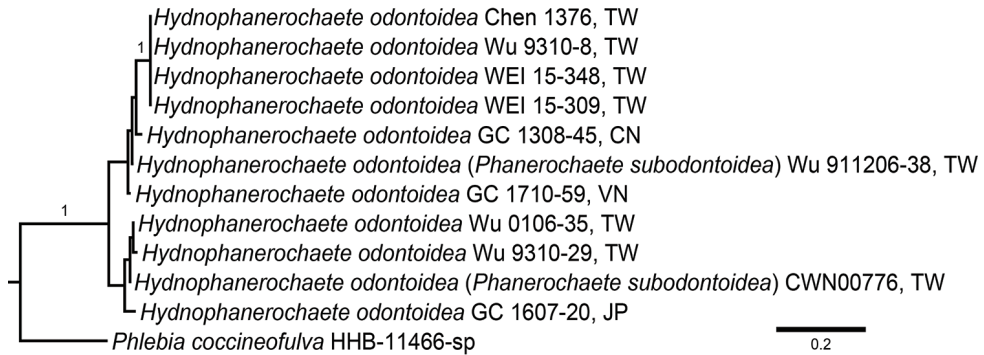 Hydnophanerochaete odontoidea Chen 1376, TW
1
Hydnophanerochaete odontoidea Wu 9310-8, TW
Hydnophanerochaete odontoidea WEI 15-348, TW
Hydnophanerochaete odontoidea WEI 15-309, TW
Hydnophanerochaete odontoidea GC 1308-45, CN
Hydnophanerochaete odontoidea (Phanerochaete subodontoidea) Wu 911206-38, TW
Hydnophanerochaete odontoidea GC 1710-59, VN
1
Hydnophanerochaete odontoidea Wu 0106-35, TW
Hydnophanerochaete odontoidea Wu 9310-29, TW
Hydnophanerochaete odontoidea (Phanerochaete subodontoidea) CWN00776, TW
Hydnophanerochaete odontoidea GC 1607-20, JP
Phlebia coccineofulva HHB-11466-sp
0.2